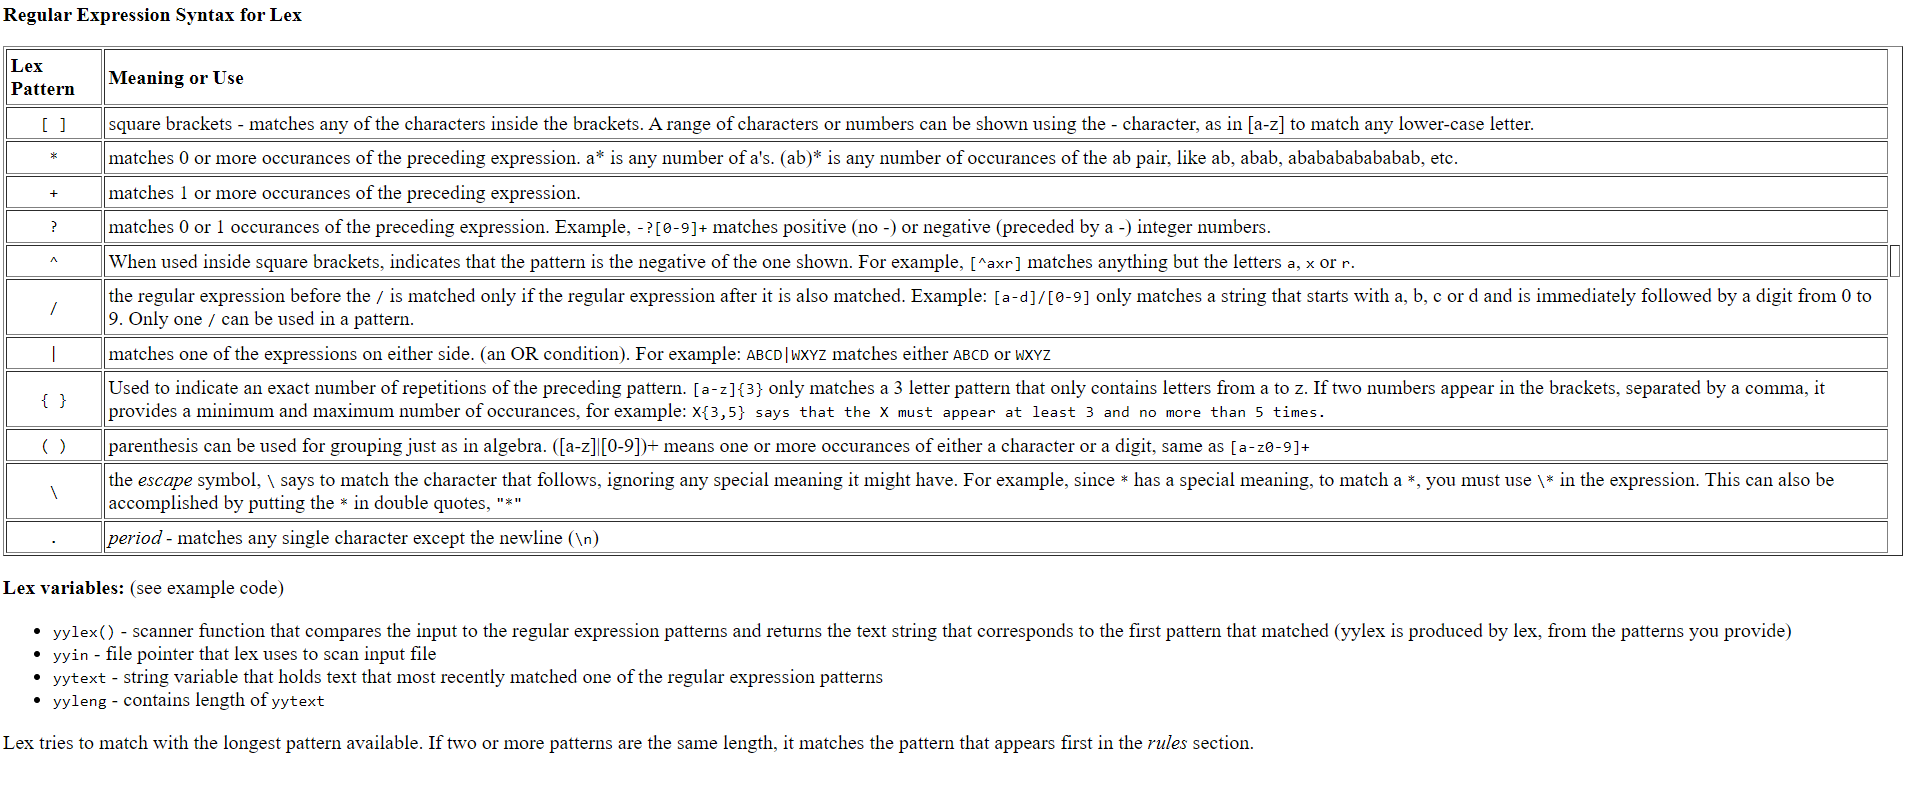 Regular Expression Syntax for Lex
Lex
Pattern
Meaning or Use
[ ]
square brackets - matches any of the characters inside the brackets. A range of characters or numbers can be shown using the - character, as in [a-z] to match any lower-case letter.
*
matches 0 or more occurances of the preceding expression. a* is any number of a's. (ab)* is any number of occurances of the ab pair, like ab, abab, abababababab, etc.
+
matches 1 or more occurances of the preceding expression.
?
matches 0 or 1 occurances of the preceding expression. Example, -?[0-9]+ matches positive (no -) or negative (preceded by a -) integer numbers.
^
When used inside square brackets, indicates that the pattern is the negative of the one shown. For example, [^axr] matches anything but the letters a, x or r.
/
the regular expression before the / is matched only if the regular expression after it is also matched. Example: [a-d]/[0-9] only matches a string that starts with a, b, c or d and is immediately followed by a digit from 0 to
9. Only one / can be used in a pattern.
|
matches one of the expressions on either side. (an OR condition). For example: ABCD|WXYZ matches either ABCD or WXYZ
{ }
Used to indicate an exact number of repetitions of the preceding pattern. [a-z]{3} only matches a 3 letter pattern that only contains letters from a to z. If two numbers appear in the brackets, separated by a comma, it
provides a minimum and maximum number of occurances, for example: X{3,5} says that the X must appear at least 3 and no more than 5 times.
( )
parenthesis can be used for grouping just as in algebra. ([a-z]|[0-9])+ means one or more occurances of either a character or a digit, same as [a-z0-9]+
\
the escape symbol, \ says to match the character that follows, ignoring any special meaning it might have. For example, since * has a special meaning, to match a *, you must use \* in the expression. This can also be
accomplished by putting the * in double quotes, "*"
.
period - matches any single character except the newline (\n)
Lex variables: (see example code)
• yylex() - scanner function that compares the input to the regular expression patterns and returns the text string that corresponds to the first pattern that matched (yylex is produced by lex, from the patterns you provide)
• yyin - file pointer that lex uses to scan input file
• yytext - string variable that holds text that most recently matched one of the regular expression patterns
• yyleng - contains length of yytext
Lex tries to match with the longest pattern available. If two or more patterns are the same length, it matches the pattern that appears first in the rules section.